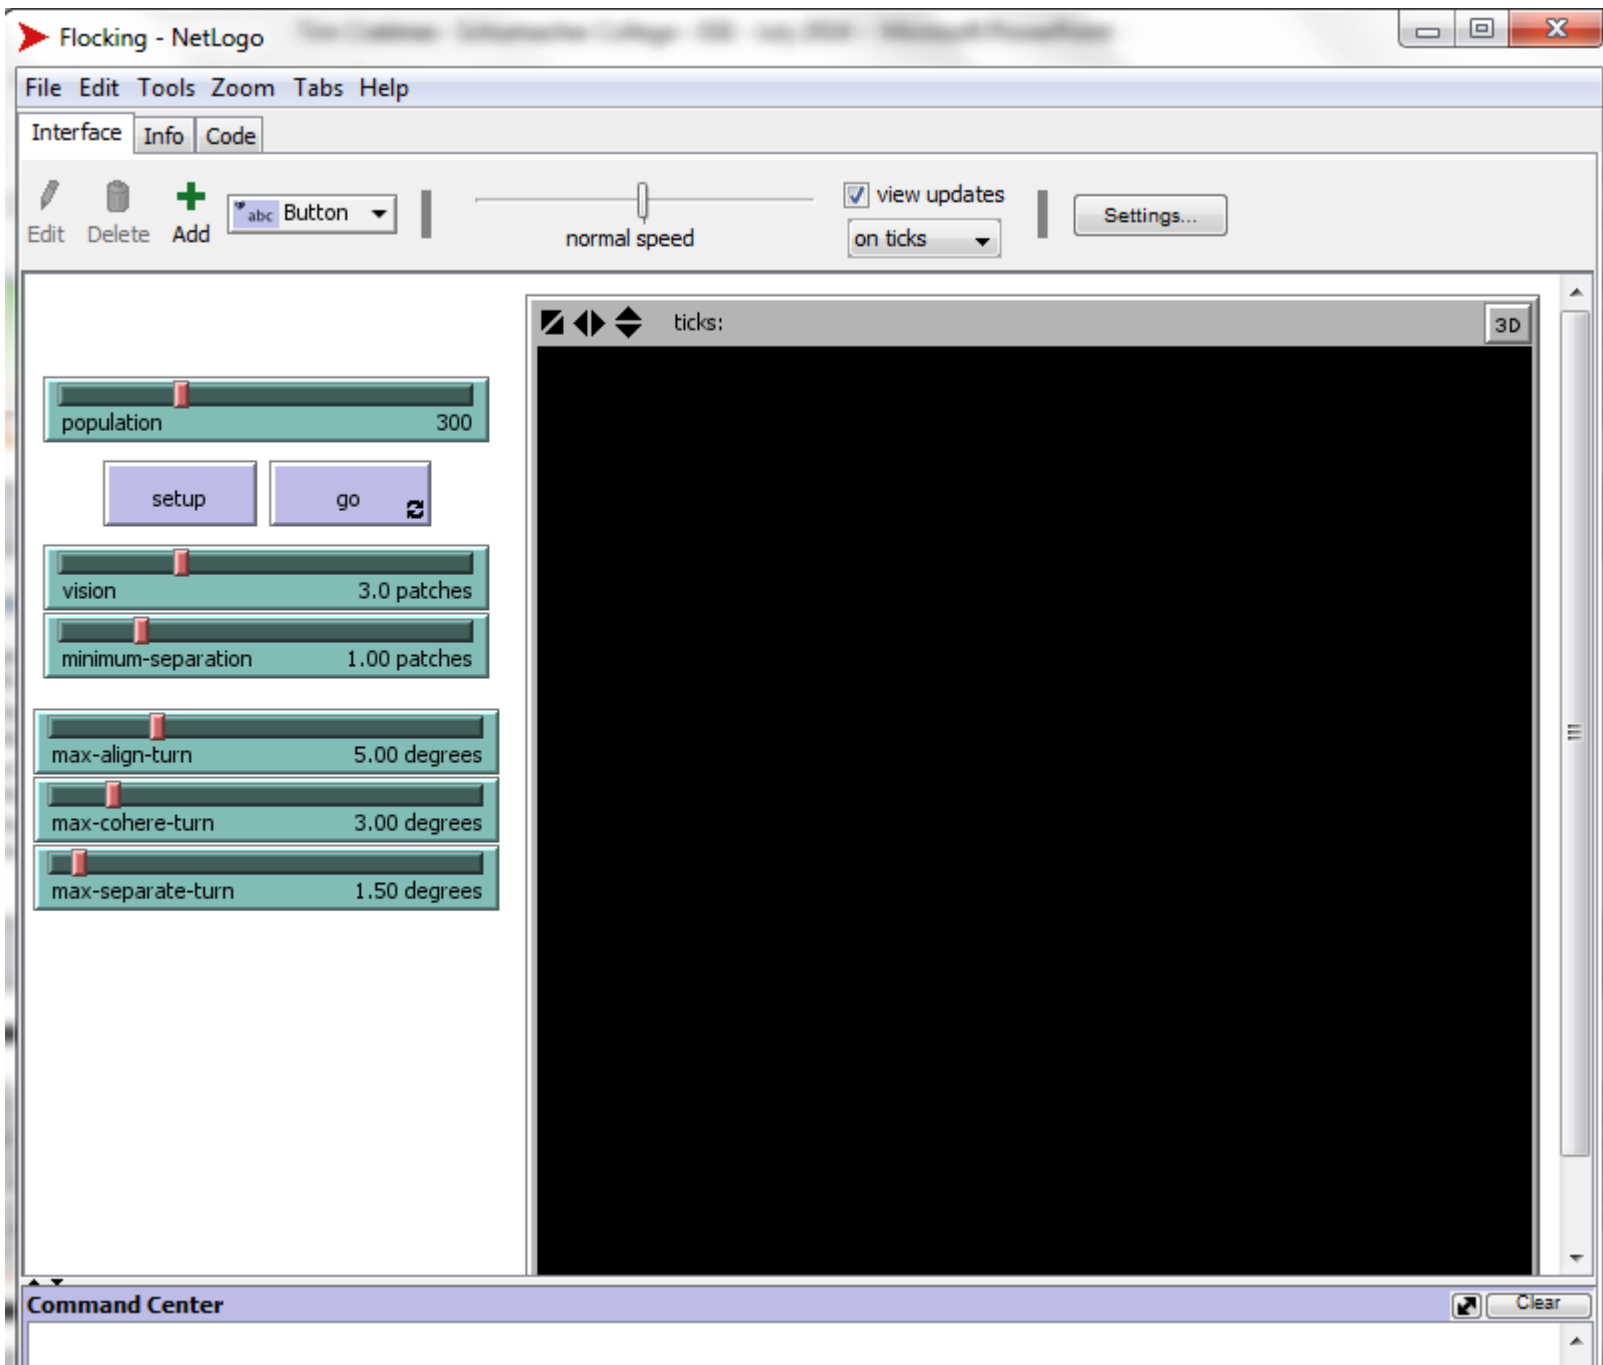 Flocking - NetLogo
File Edit Tools Zoom Tabs Help
Interface Info Code
Edit Delete Add abc Button normal speed view updates on ticks Settings...
ticks: 3D
population 300
setup go
vision 3.0 patches
minimum-separation 1.00 patches
max-align-turn 5.00 degrees
max-cohere-turn 3.00 degrees
max-separate-turn 1.50 degrees
Command Center Clear